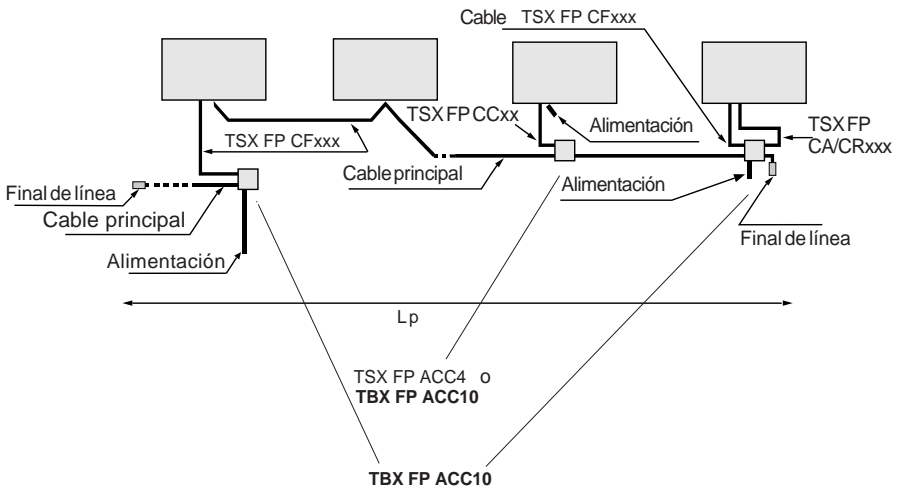 Cable TSX FP CFxxx
TSX FP CCxx
Alimentación
TSX FP
CA/CRxxx
TSX FP CFxxx
Cable principal
Alimentación
Final de línea
Cable principal
Final de línea
Alimentación
Lp
TSX FP ACC4 o
TBX FP ACC10
TBX FP ACC10